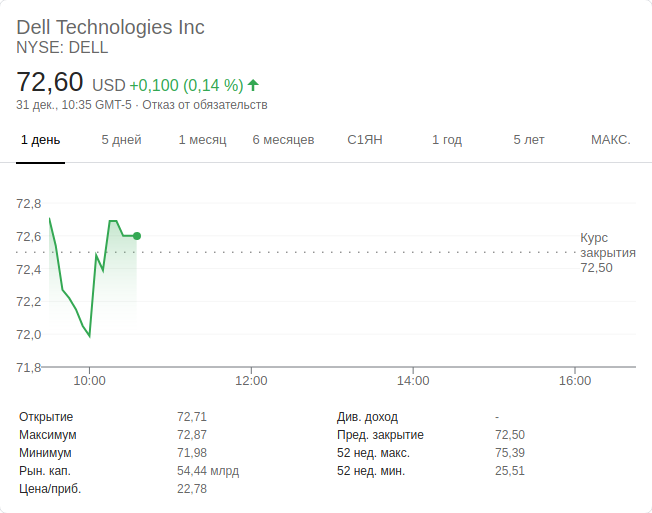 Dell Technologies Inc
NYSE: DELL
72,60 USD +0,100 (0,14 %)
31 дек., 10:35 GMT-5 · Отказ от обязательств
1 день 5 дней 1 месяц 6 месяцев С1ЯН 1 год 5 лет МАКС.
72,8
72,6
72,4
72,2
72,0
71,8
Курс
закрытия
72,50
10:00 12:00 14:00 16:00
Открытие 72,71
Максимум 72,87
Минимум 71,98
Рын. кап. 54,44 млрд
Цена/приб. 22,78
Див. доход -
Пред. закрытие 72,50
52 нед. макс. 75,39
52 нед. мин. 25,51